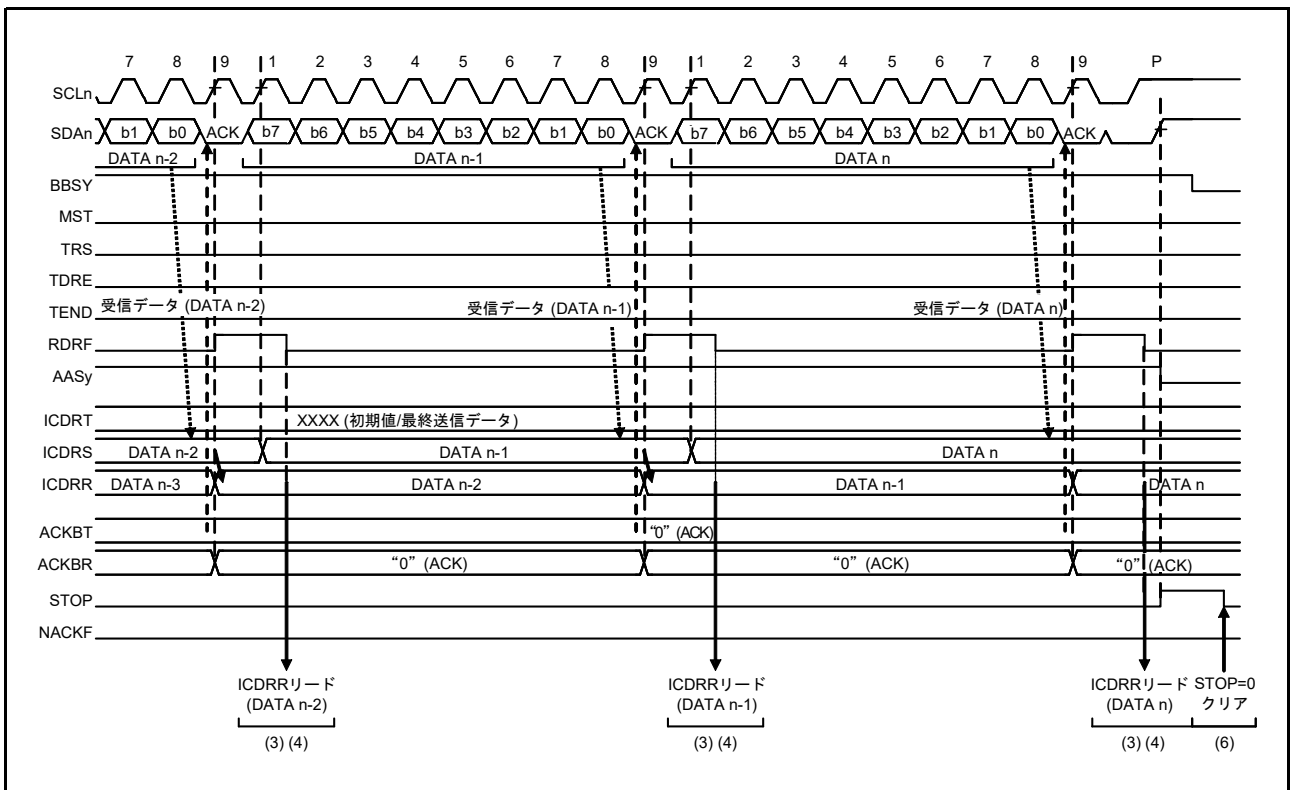 7 8 9 1 2 3 4 5 6 7 8 9 1 2 3 4 5 6 7 8 9 P
SCLn
SDAn b1 b0 ACK b7 b6 b5 b4 b3 b2 b1 b0 ACK b7 b6 b5 b4 b3 b2 b1 b0 ACK
DATA n-2 DATA n-1 DATA n
BBSY
MST
TRS
TDRE
TEND 受信データ (DATA n-2) 受信データ (DATA n-1) 受信データ (DATA n)
RDRF
AASy
ICDRT XXXX (初期値/最終送信データ)
ICDRS DATA n-2 DATA n-1 DATA n
ICDRR DATA n-3 DATA n-2 DATA n-1 DATA n
ACKBT “0” (ACK)
ACKBR “0” (ACK) “0” (ACK) “0” (ACK)
STOP
NACKF
ICDRRリード ICDRRリード ICDRRリード STOP=0
(DATA n-2) (DATA n-1) (DATA n) クリア
(3) (4) (3) (4) (3) (4) (6)